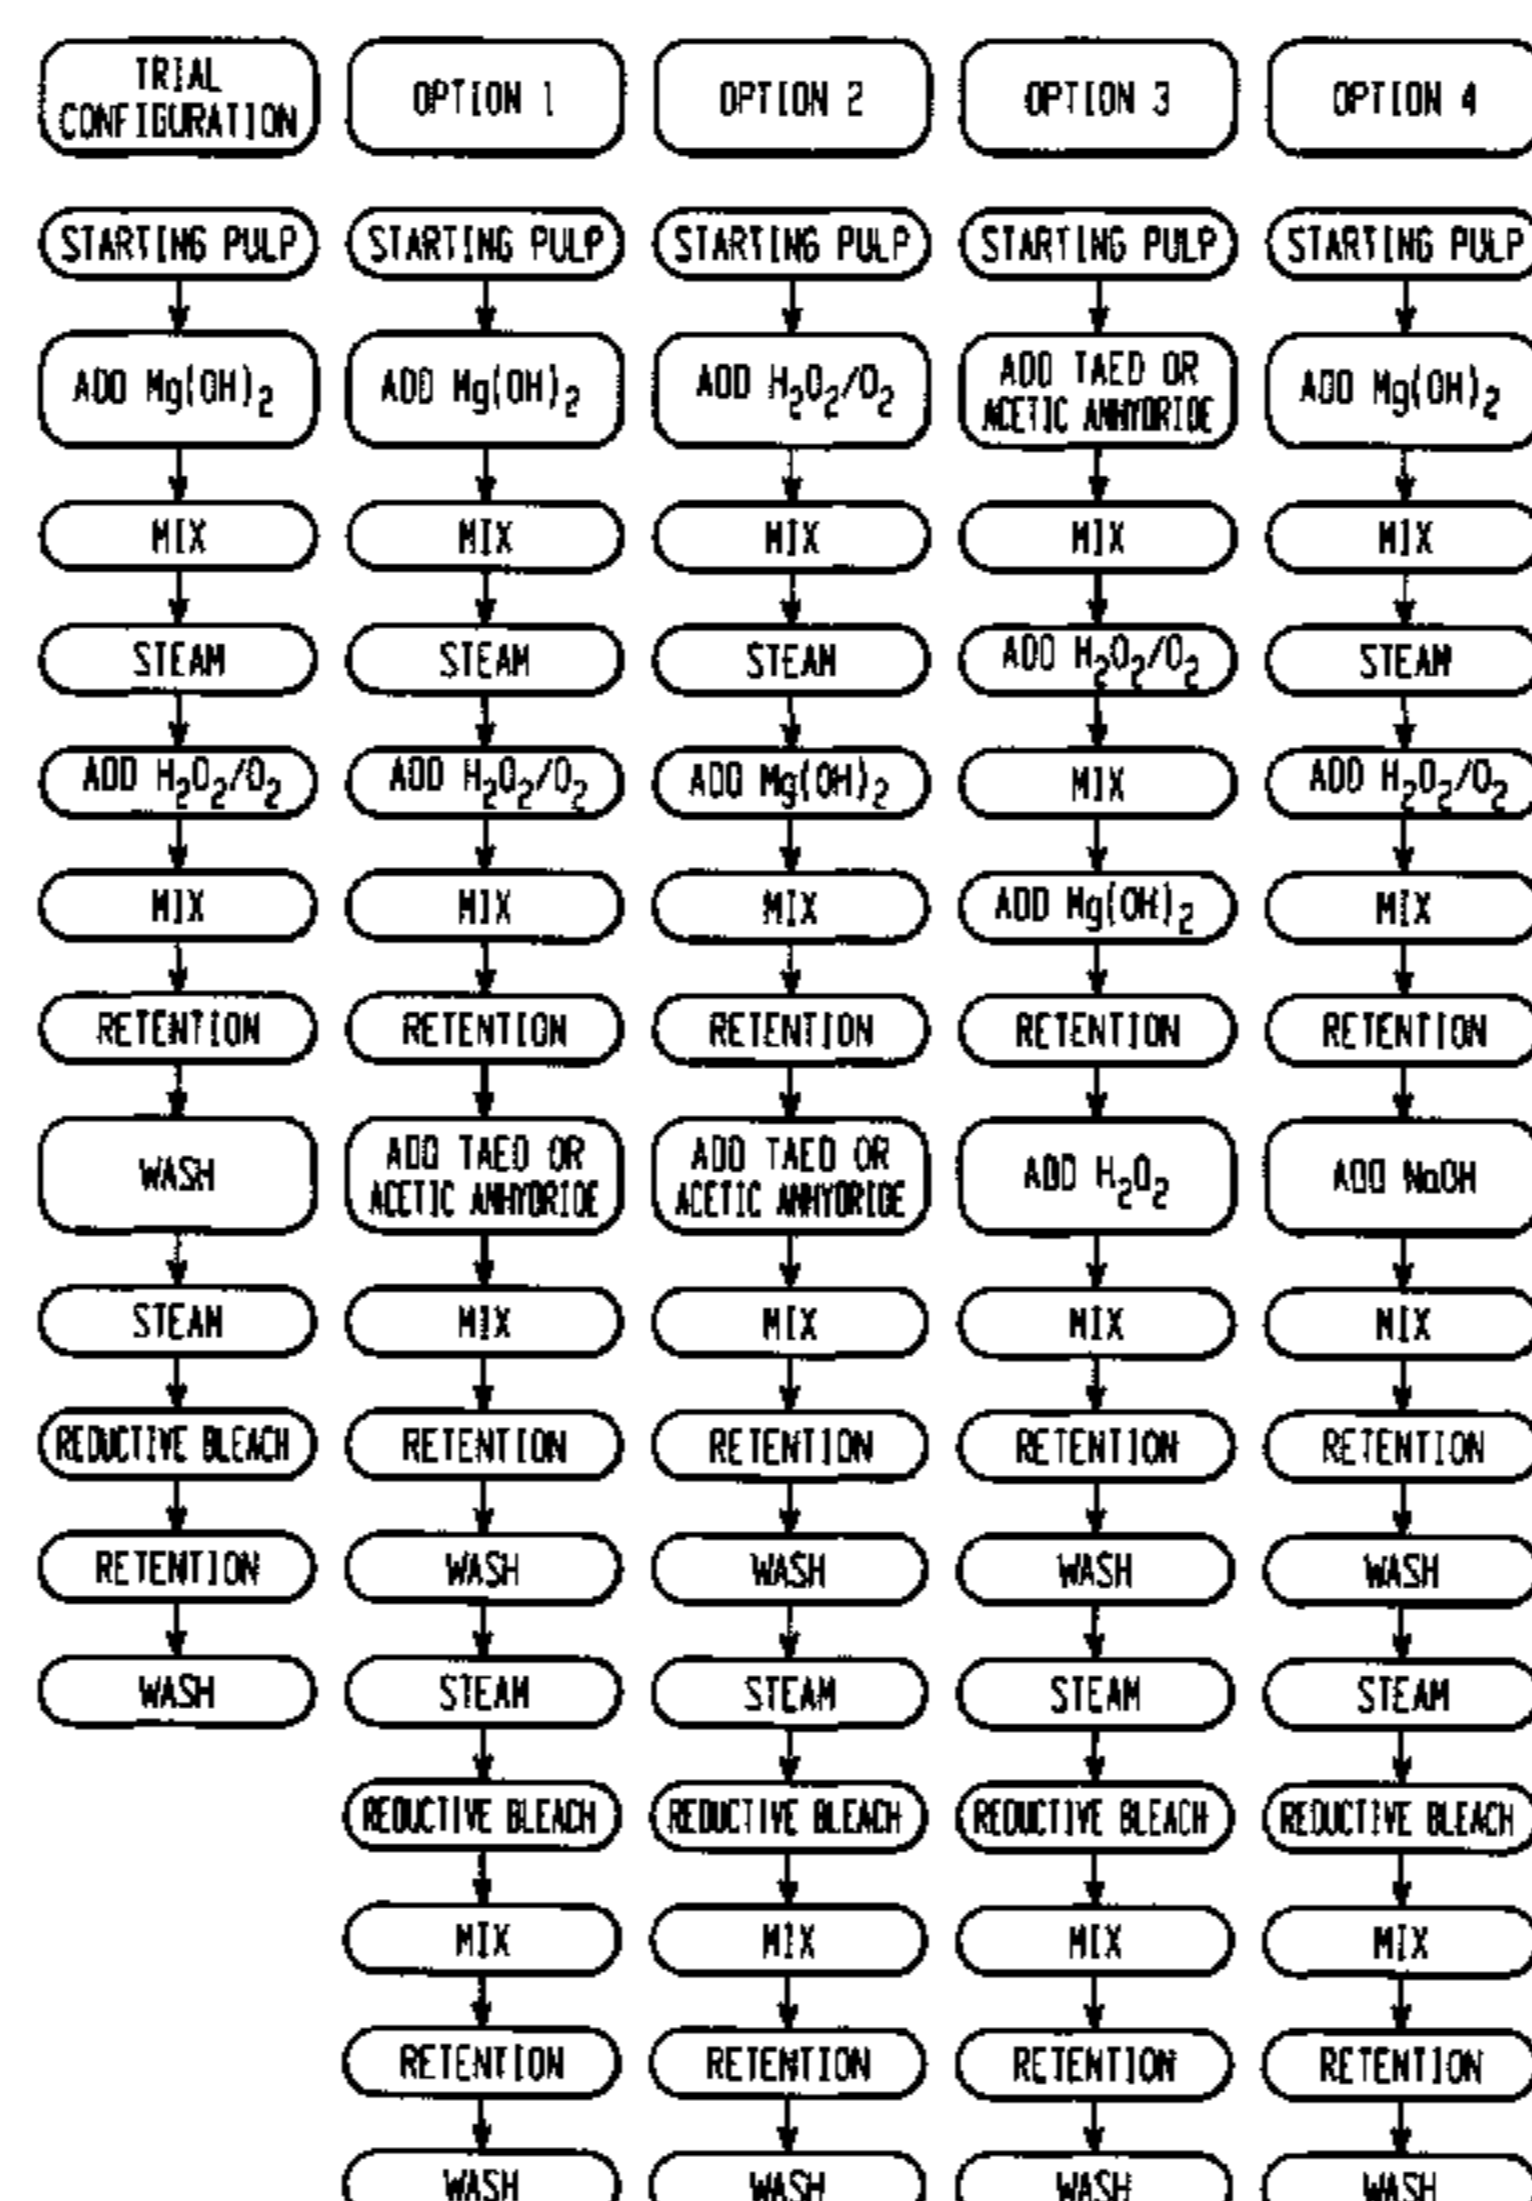 TRIAL
CONFIGURATION
STARTING PULP
ADD Mg(OH)2
MIX
STEAM
ADD H2O2/O2
MIX
RETENTION
WASH
STEAM
REDUCTIVE BLEACH
RETENTION
WASH
OPTION 1
STARTING PULP
ADD Mg(OH)2
MIX
STEAM
ADD H2O2/O2
MIX
RETENTION
ADD TAED OR
ACETIC ANHYDRIDE
MIX
RETENTION
WASH
STEAM
REDUCTIVE BLEACH
MIX
RETENTION
WASH
OPTION 2
STARTING PULP
ADD H2O2/O2
MIX
STEAM
ADD Mg(OH)2
MIX
RETENTION
ADD TAED OR
ACETIC ANHYDRIDE
MIX
RETENTION
WASH
STEAM
REDUCTIVE BLEACH
MIX
RETENTION
WASH
OPTION 3
STARTING PULP
ADD TAED OR
ACETIC ANHYDRIDE
MIX
ADD H2O2/O2
MIX
ADD Mg(OH)2
RETENTION
ADD H2O2
MIX
RETENTION
WASH
STEAM
REDUCTIVE BLEACH
MIX
RETENTION
WASH
OPTION 4
STARTING PULP
ADD Mg(OH)2
MIX
STEAM
ADD H2O2/O2
MIX
RETENTION
ADD NaOH
MIX
RETENTION
WASH
STEAM
REDUCTIVE BLEACH
MIX
RETENTION
WASH